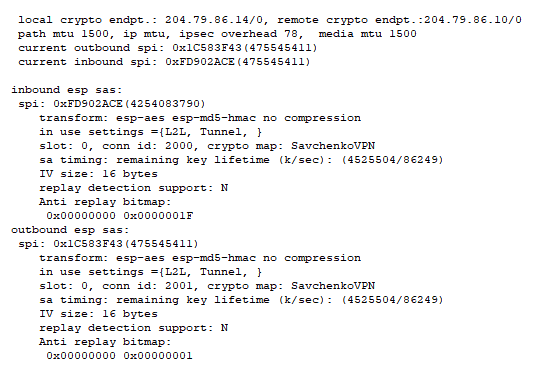 local crypto endpt.: 204.79.86.14/0, remote crypto endpt.:204.79.86.10/0
path mtu 1500, ip mtu, ipsec overhead 78,  media mtu 1500
current outbound spi: 0x1C583F43(475545411)
current inbound spi: 0xFD902ACE(475545411)

inbound esp sas:
spi: 0xFD902ACE(4254083790)
transform: esp-aes esp-md5-hmac no compression
in use settings ={L2L, Tunnel, }
slot: 0, conn id: 2000, crypto map: SavchenkoVPN
sa timing: remaining key lifetime (k/sec): (4525504/86249)
IV size: 16 bytes
replay detection support: N
Anti replay bitmap:
0x00000000 0x0000001F
outbound esp sas:
spi: 0x1C583F43(475545411)
transform: esp-aes esp-md5-hmac no compression
in use settings ={L2L, Tunnel, }
slot: 0, conn id: 2001, crypto map: SavchenkoVPN
sa timing: remaining key lifetime (k/sec): (4525504/86249)
IV size: 16 bytes
replay detection support: N
Anti replay bitmap:
0x00000000 0x00000001